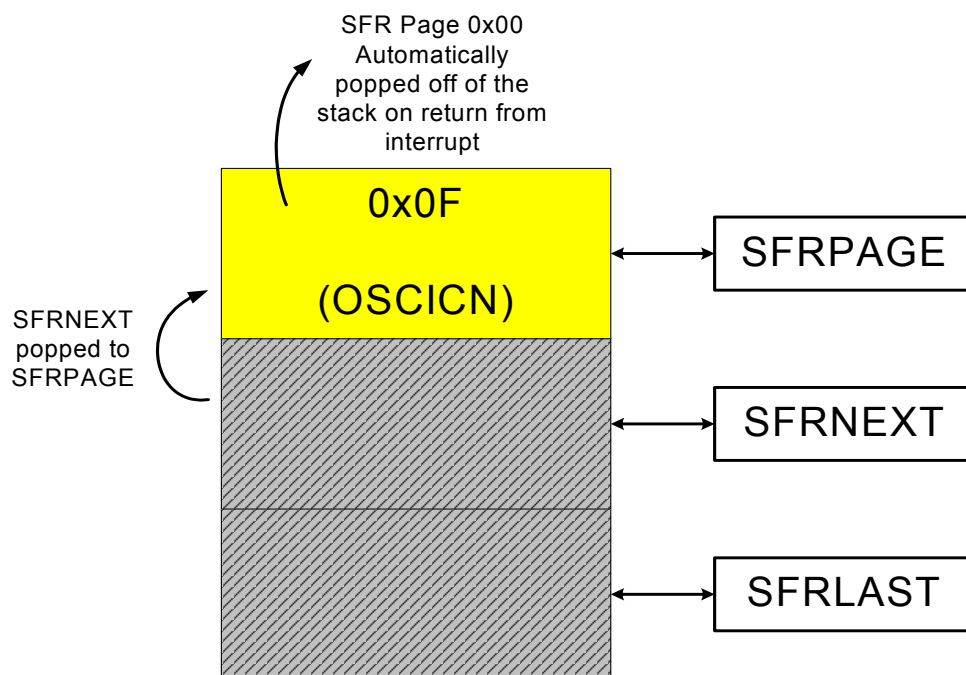 SFR Page 0x00
Automatically
popped off of the
stack on return from
interrupt
0x0F
(OSCICN)
SFRPAGE
SFRNEXT
popped to
SFRPAGE
SFRNEXT
SFRLAST